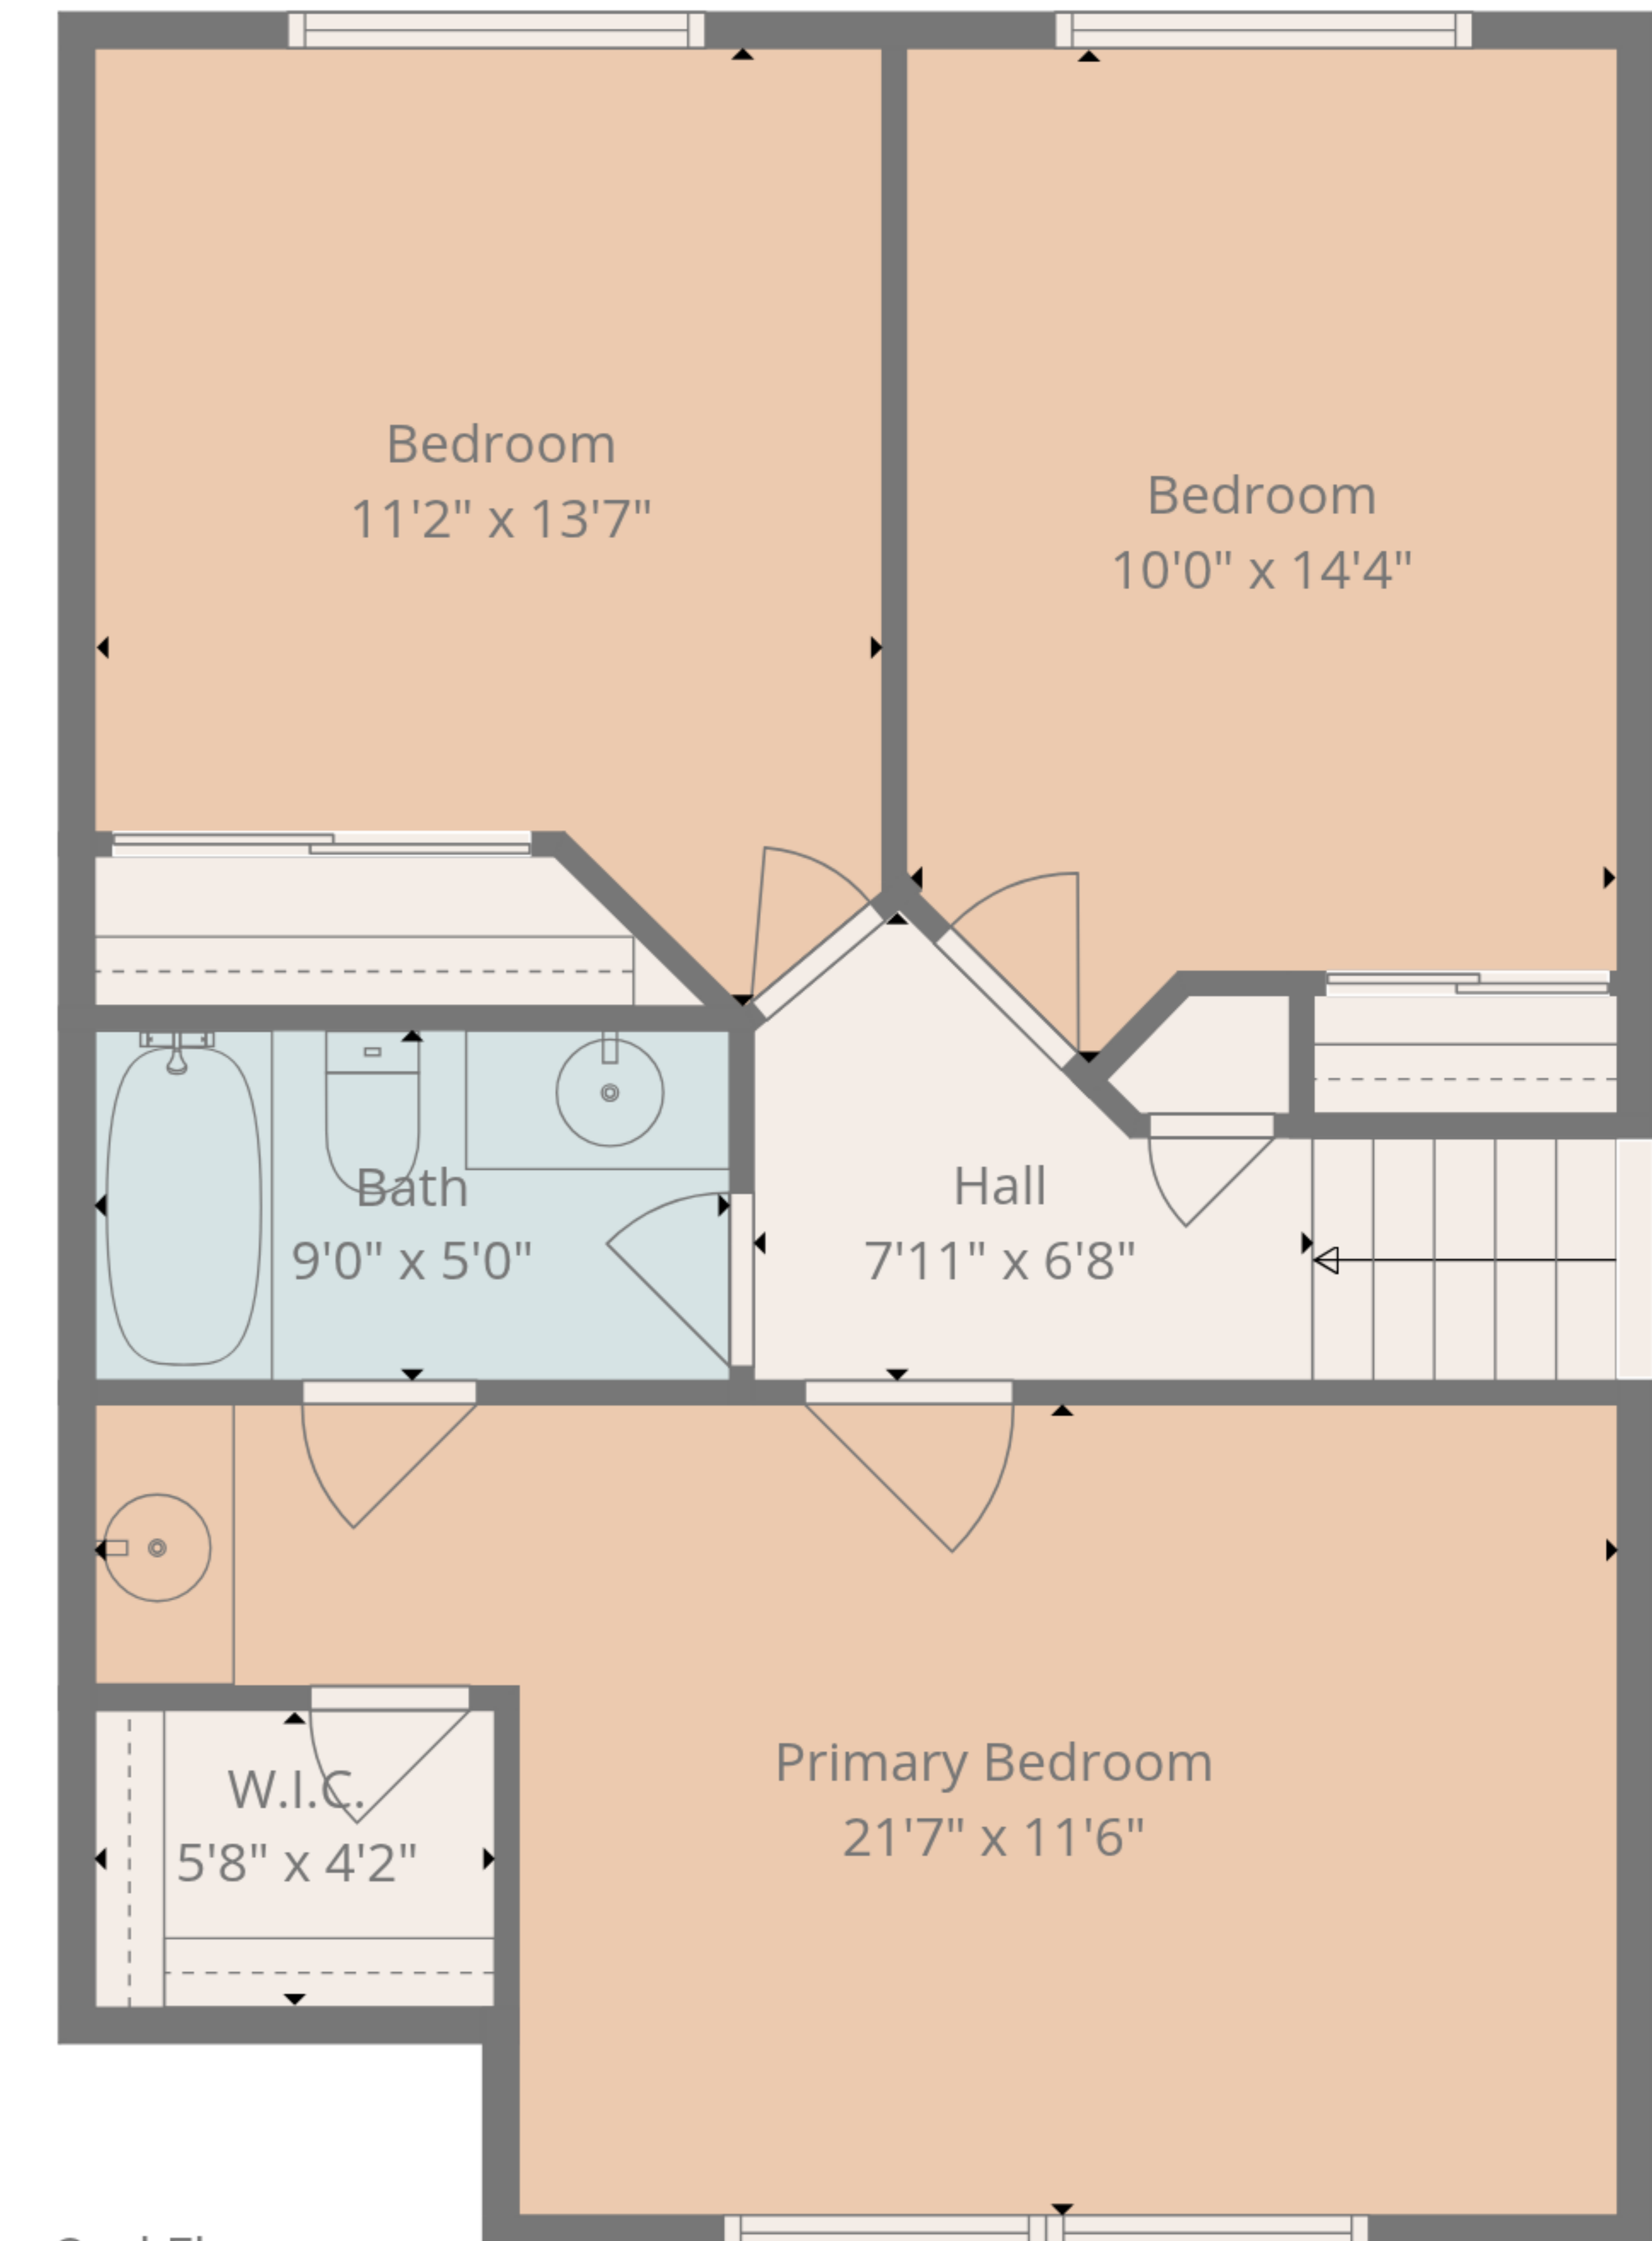 Bedroom
11'2" x 13'7"
Bedroom
10'0" x 14'4"
Bath
9'0" x 5'0"
Hall
7'11" x 6'8"
Primary Bedroom
21'7" x 11'6"
W.I.C.
5'8" x 4'2"